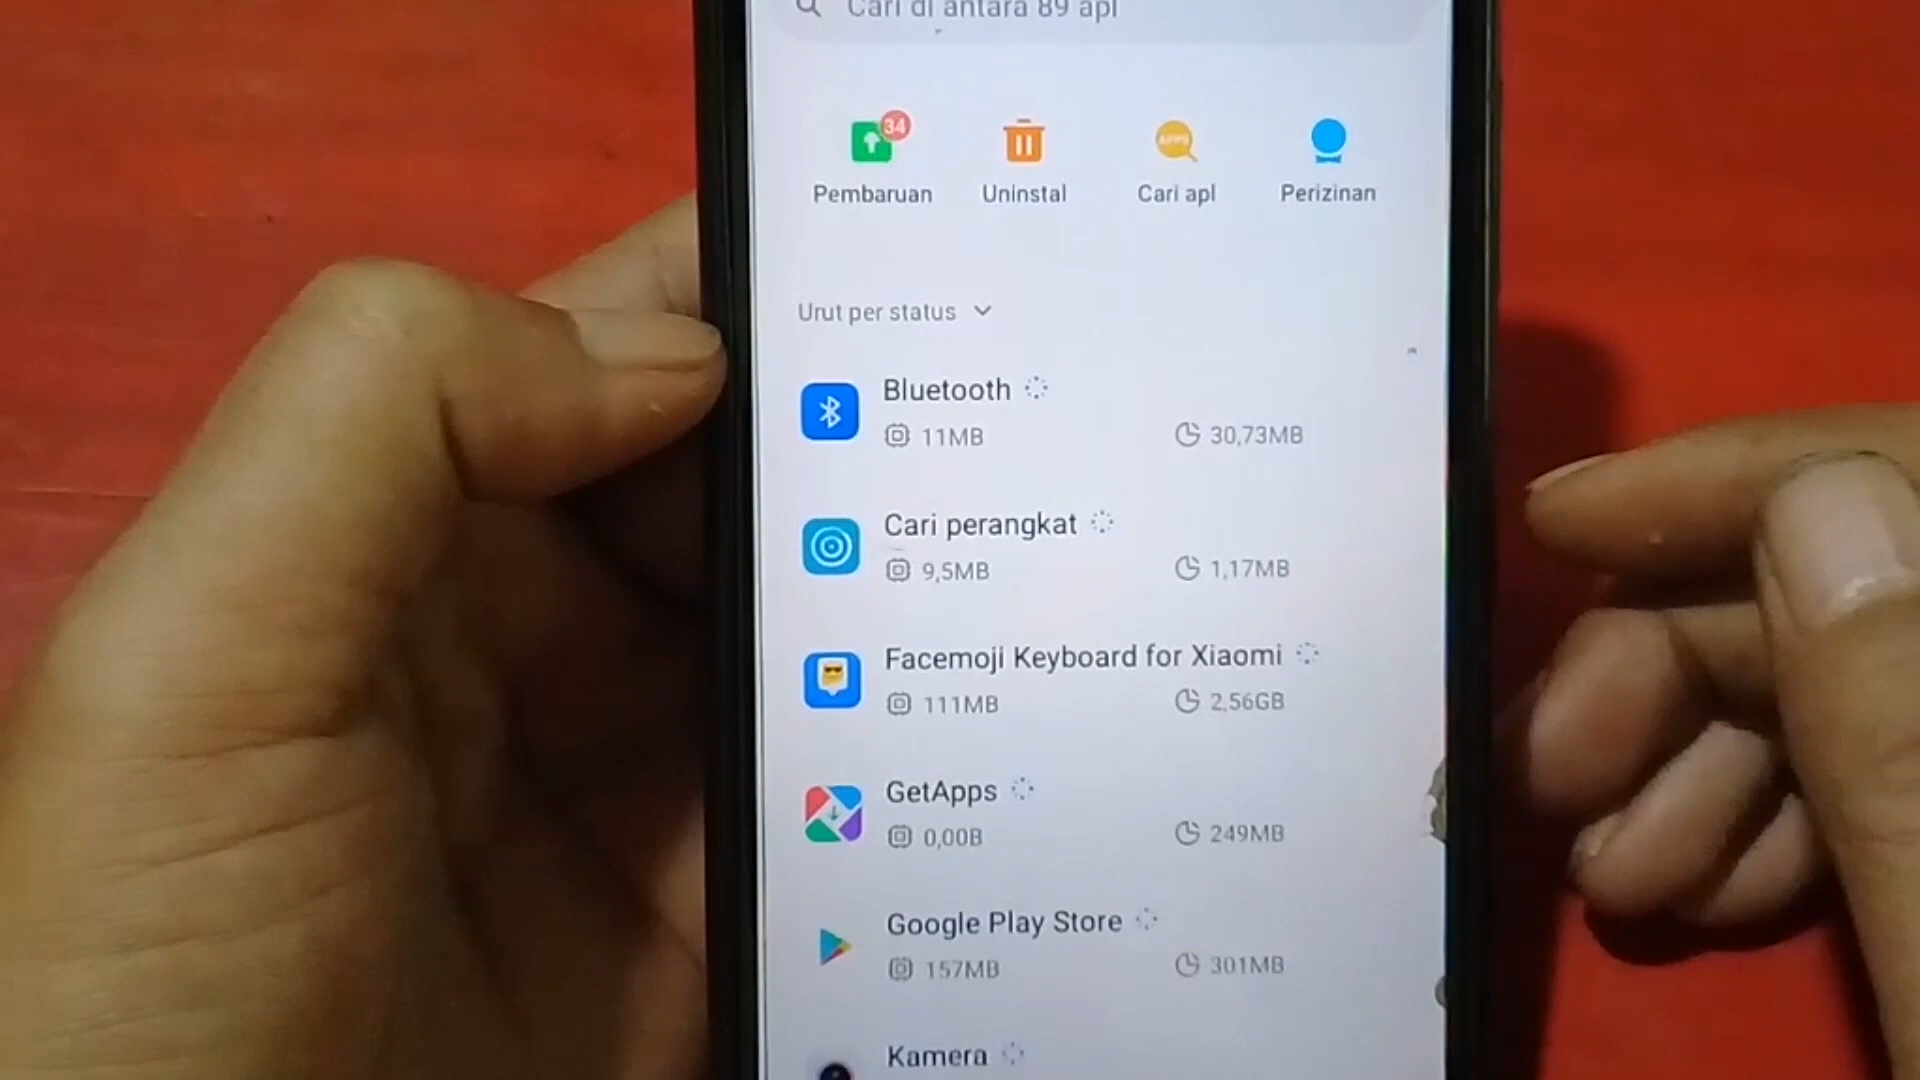 Cari di antara 89 apl
34
APPS
Pembaruan Uninstal Cari apl Perizinan
Urut per status
Bluetooth
11MB 30,73MB
Cari perangkat
9,5MB 1,17MB
Facemoji Keyboard for Xiaomi
111MB 2,56GB
GetApps
0,00B 249MB
Google Play Store
157MB 301MB
Kamera